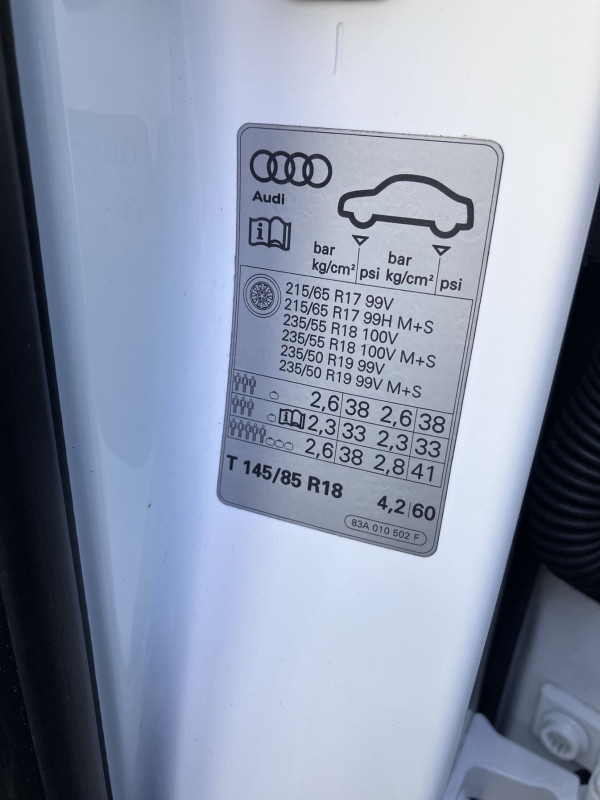 Audi
i
bar bar
kg/cm² psi kg/cm² psi
215/65 R17 99V
215/65 R17 99H M+S
235/55 R18 100V
235/55 R18 100V M+S
235/50 R19 99V
235/50 R19 99V M+S
2,6 38 2,6 38
i 2,3 33 2,3 33
2,6 38 2,8 41
T 145/85 R18 4,2 60
83A 010 502 F